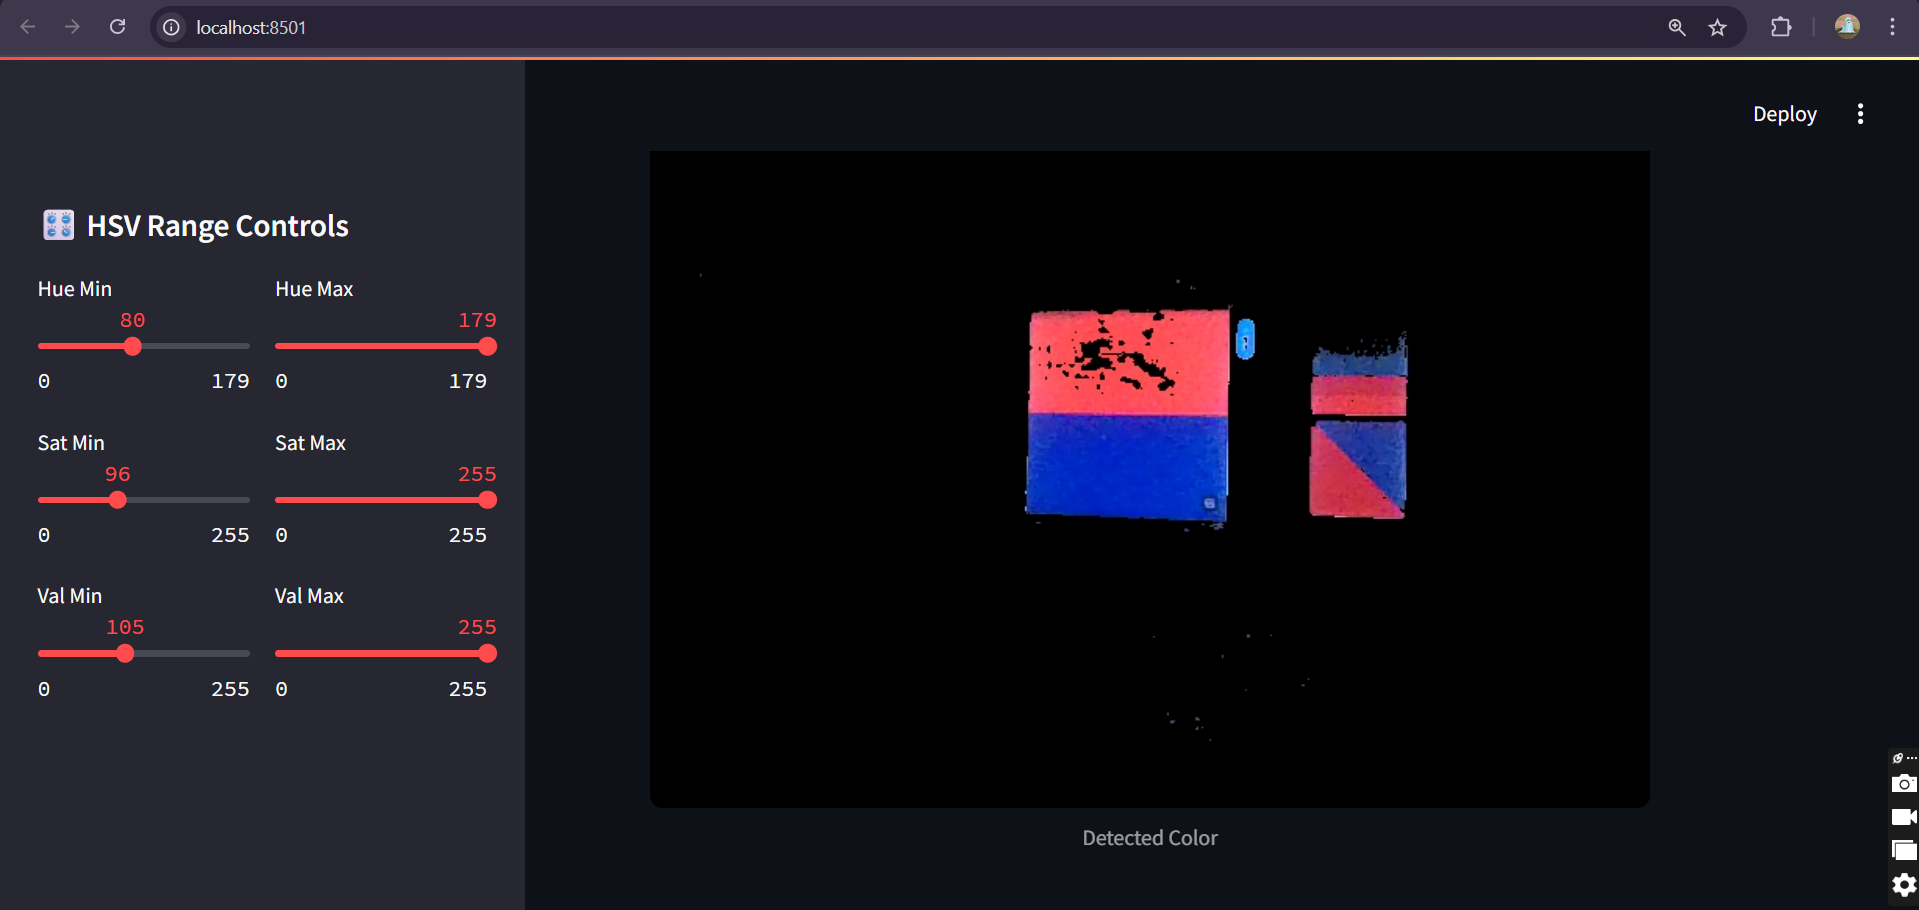 localhost:8501
Deploy
HSV Range Controls
Hue Min
Hue Max
80
179
0
179
0
179
Sat Min
Sat Max
96
255
0
255
0
255
Val Min
Val Max
105
255
0
255
0
255
Detected Color